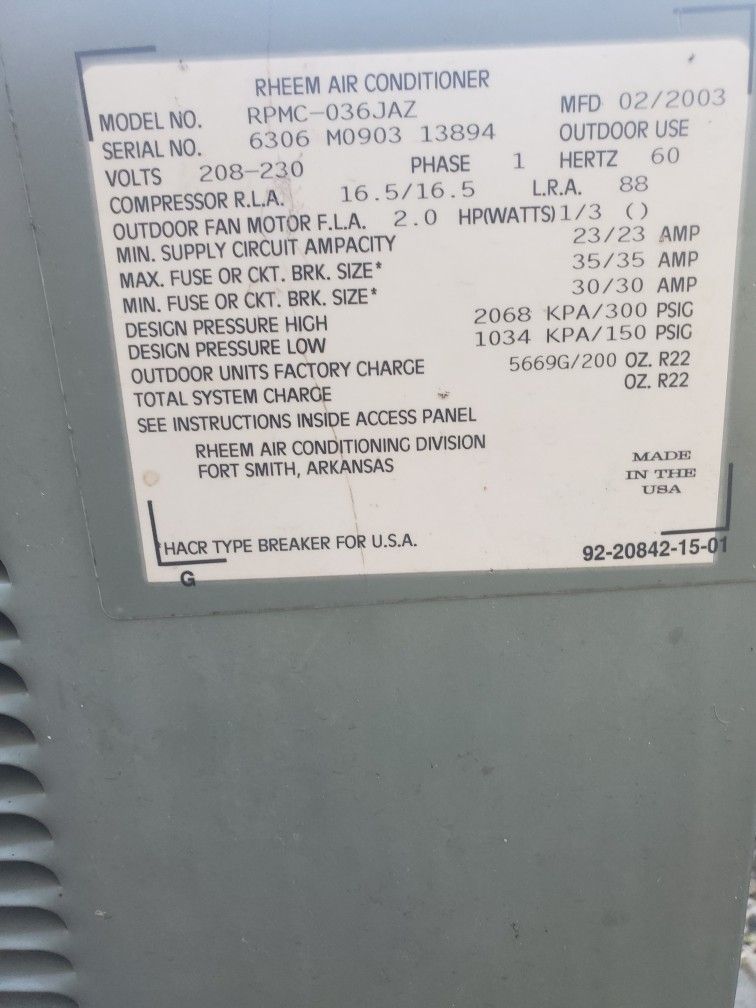 RHEEM AIR CONDITIONER
MODEL NO. RPMC-036JAZ MFD 02/2003
SERIAL NO. 6306 M0903 13894 OUTDOOR USE
VOLTS 208-230 PHASE 1 HERTZ 60
COMPRESSOR R.L.A. 16.5/16.5 L.R.A. 88
OUTDOOR FAN MOTOR F.L.A. 2.0 HP(WATTS) 1/3 ()
MIN. SUPPLY CIRCUIT AMPACITY 23/23 AMP
MAX. FUSE OR CKT. BRK. SIZE* 35/35 AMP
MIN. FUSE OR CKT. BRK. SIZE* 30/30 AMP
DESIGN PRESSURE HIGH 2068 KPA/300 PSIG
DESIGN PRESSURE LOW 1034 KPA/150 PSIG
OUTDOOR UNITS FACTORY CHARGE 5669G/200 OZ. R22
TOTAL SYSTEM CHARGE OZ. R22
SEE INSTRUCTIONS INSIDE ACCESS PANEL
RHEEM AIR CONDITIONING DIVISION
FORT SMITH, ARKANSAS
MADE
IN THE
USA
*HACR TYPE BREAKER FOR U.S.A.
92-20842-15-01
G